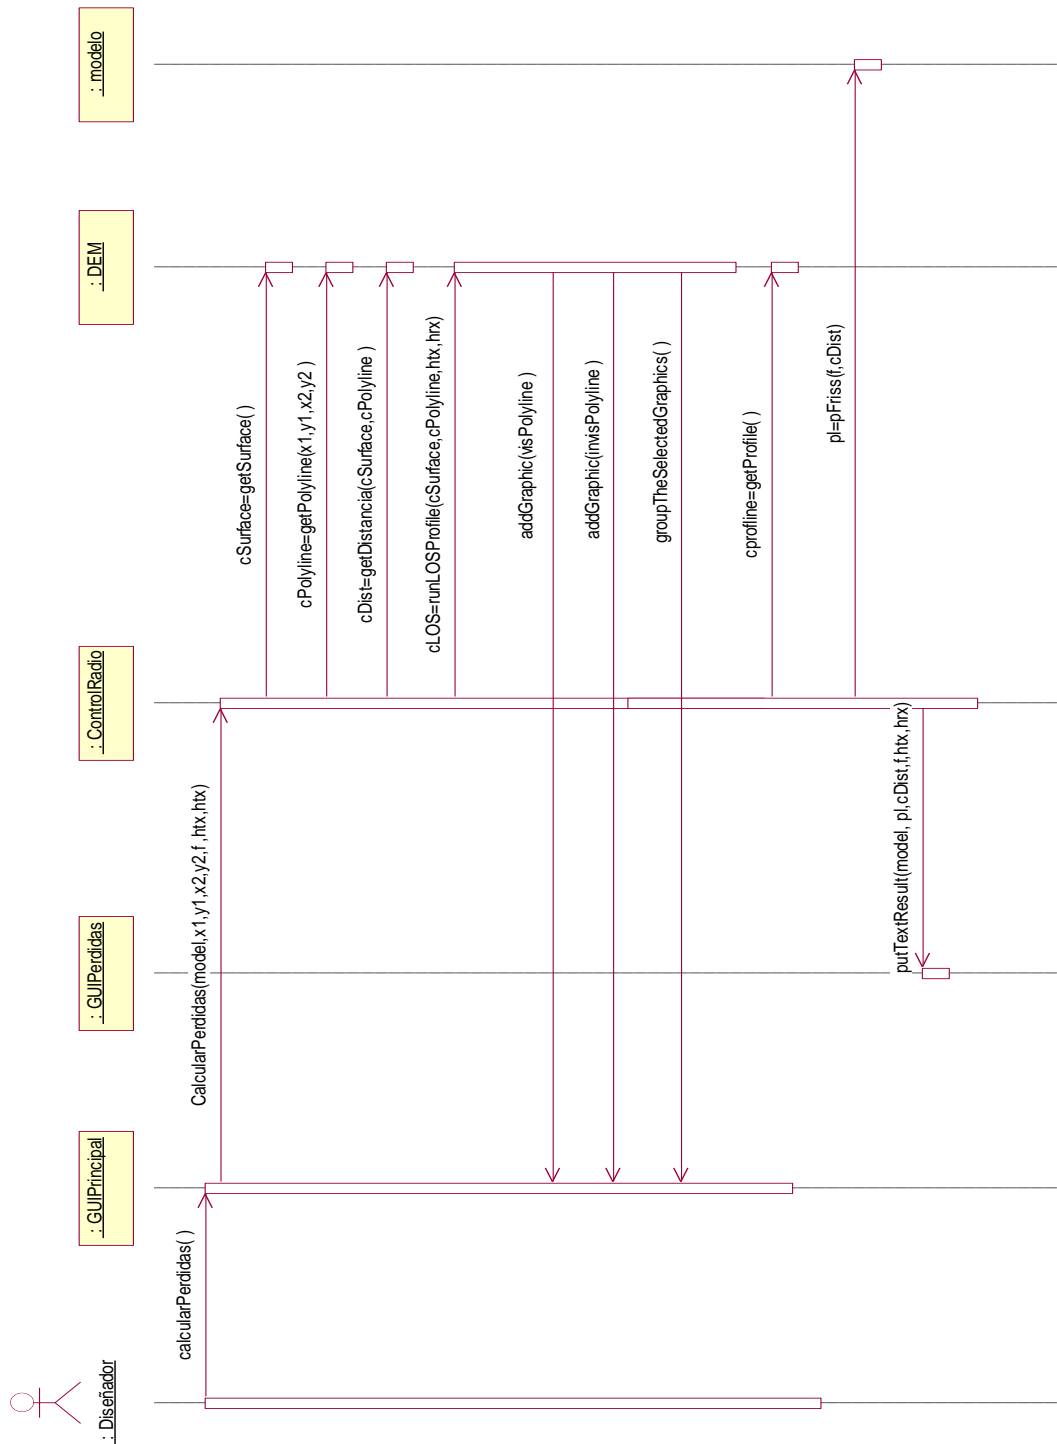 : Diseñador
: GUIPrincipal
: GUIPerdidas
: ControlRadio
: DEM
: modelo
calcularPerdidas( )
CalcularPerdidas(model,x1,y1,x2,y2,f ,htx,htx)
cSurface=getSurface( )
cPolyline=getPolyline(x1,y1,x2,y2 )
cDist=getDistancia(cSurface,cPolyline )
cLOS=runLOSProfile(cSurface,cPolyline,htx,hrx)
addGraphic(visPolyline )
addGraphic(invisPolyline )
groupTheSelectedGraphics( )
cprofline=getProfile( )
pl=pFriss(f,cDist)
putTextResult(model, pl,cDist,f,htx,hrx)